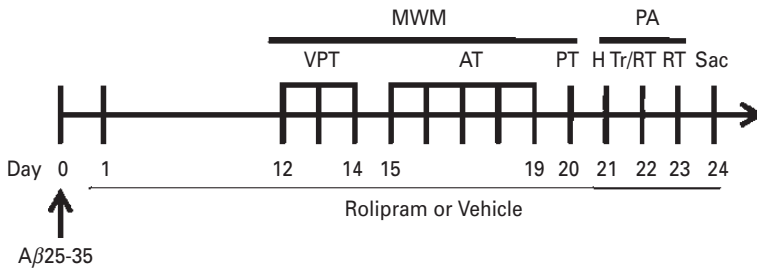 MWM PA
VPT AT PT H Tr/RT RT Sac
Day 0 1 12 14 15 19 20 21 22 23 24
Rolipram or Vehicle
Aβ25-35